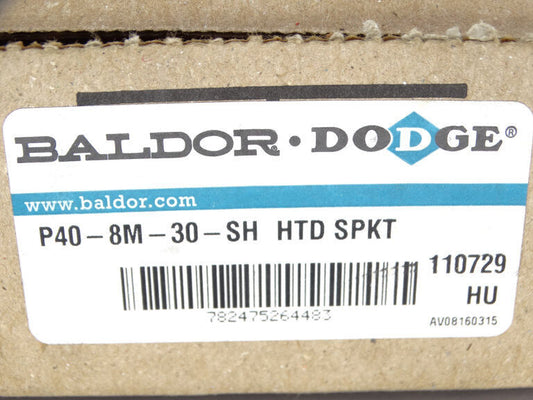 BALDOR · DODGE®
www.baldor.com
P40-8M-30-SH HTD SPKT
110729
782475264483
HU
AV08160315